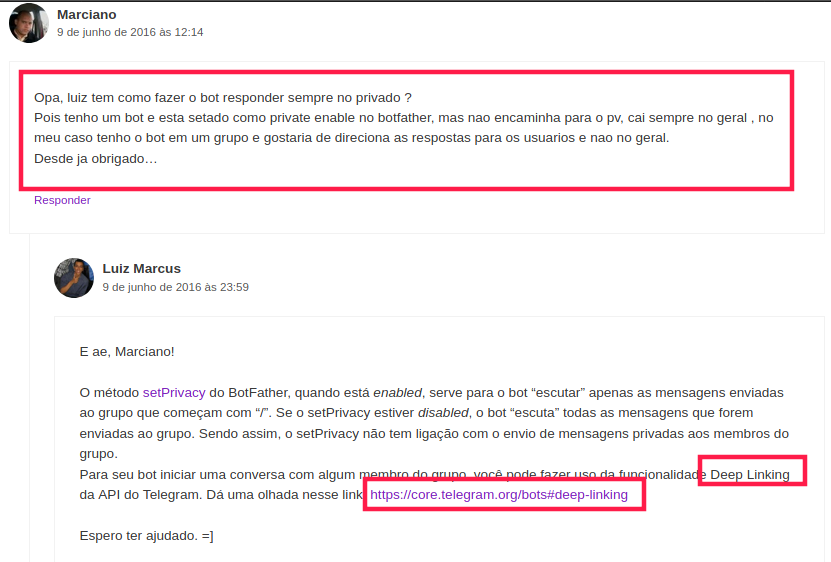 Marciano
9 de junho de 2016 às 12:14
Opa, luiz tem como fazer o bot responder sempre no privado ?
Pois tenho um bot e esta setado como private enable no botfather, mas nao encaminha para o pv, cai sempre no geral , no
meu caso tenho o bot em um grupo e gostaria de direciona as respostas para os usuarios e nao no geral.
Desde ja obrigado…
Responder
Luiz Marcus
9 de junho de 2016 às 23:59
E ae, Marciano!
O método setPrivacy do BotFather, quando está enabled, serve para o bot “escutar” apenas as mensagens enviadas
ao grupo que começam com “/”. Se o setPrivacy estiver disabled, o bot “escuta” todas as mensagens que forem
enviadas ao grupo. Sendo assim, o setPrivacy não tem ligação com o envio de mensagens privadas aos membros do
grupo.
Para seu bot iniciar uma conversa com algum membro do grupo, você pode fazer uso da funcionalidade Deep Linking
da API do Telegram. Dá uma olhada nesse link: https://core.telegram.org/bots#deep-linking
Espero ter ajudado. =]